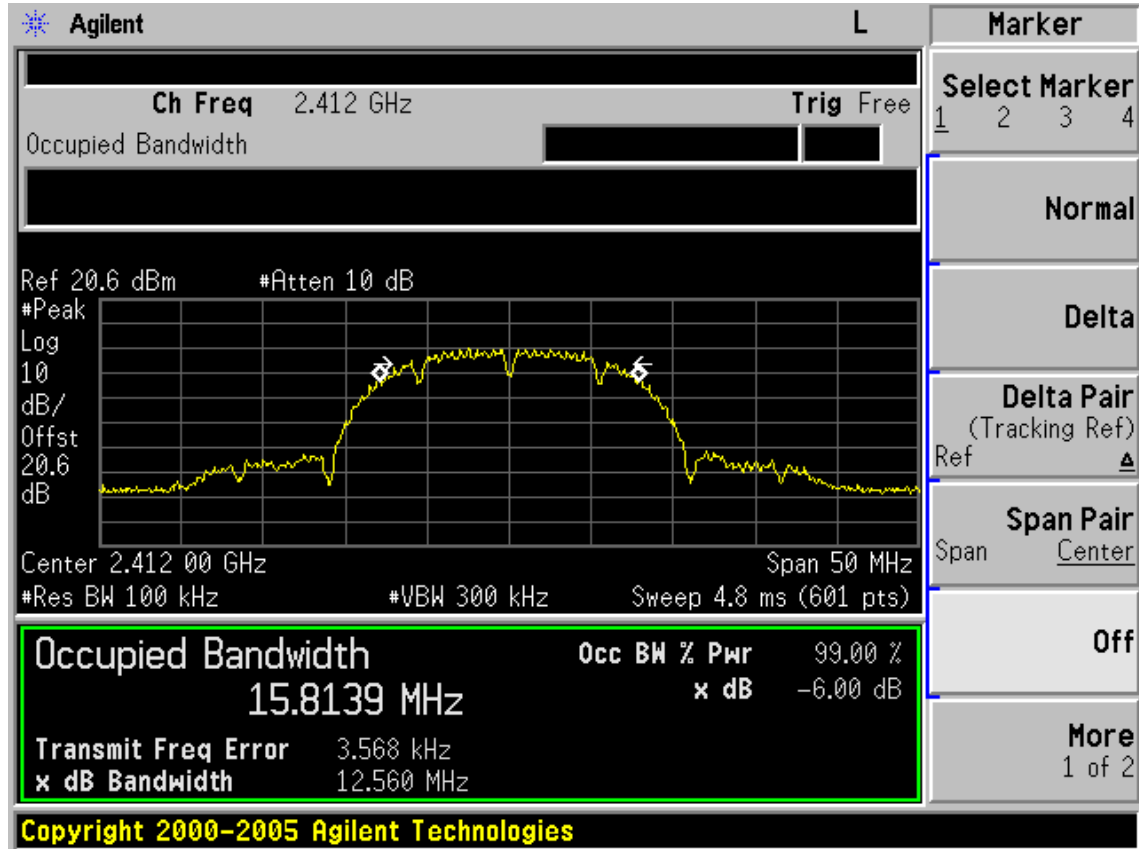 Agilent L
Ch Freq 2.412 GHz Trig Free
Occupied Bandwidth
Ref 20.6 dBm #Atten 10 dB
#Peak
Log
10
dB/
Offst
20.6
dB
Center 2.412 00 GHz Span 50 MHz
#Res BW 100 kHz #VBW 300 kHz Sweep 4.8 ms (601 pts)
Occupied Bandwidth Occ BW % Pwr 99.00 %
15.8139 MHz x dB -6.00 dB
Transmit Freq Error 3.568 kHz
x dB Bandwidth 12.560 MHz
Copyright 2000-2005 Agilent Technologies
Marker
Select Marker
1 2 3 4
Normal
Delta
Delta Pair
(Tracking Ref)
Ref Δ
Span Pair
Span Center
Off
More
1 of 2